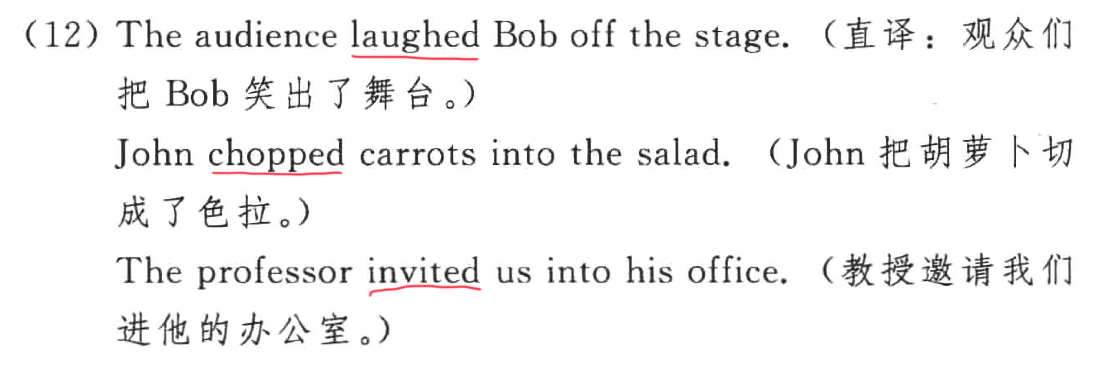 （12）The audience laughed Bob off the stage. （直译：观众们
把 Bob 笑出了舞台。）
John chopped carrots into the salad. （John 把胡萝卜切
成了色拉。）
The professor invited us into his office. （教授邀请我们
进他的办公室。）